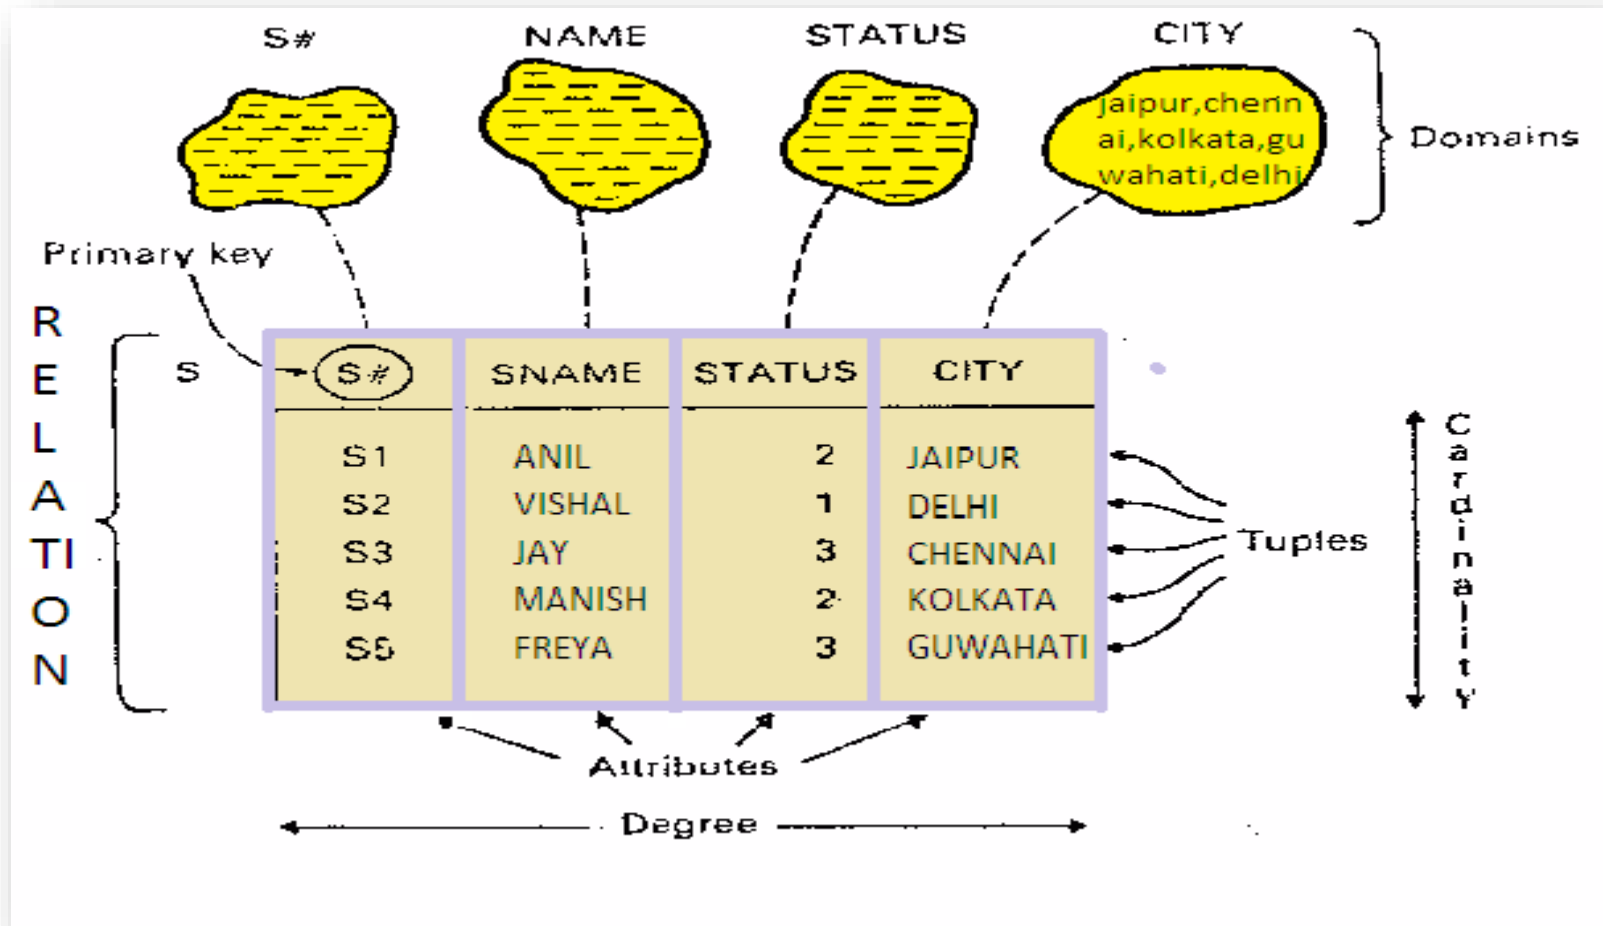 S# NAME STATUS CITY
jaipur,chenn
ai,kolkata,gu
wahati,delhi
Domains
Primary key
RELATION
S
S# SNAME STATUS CITY
S1 ANIL 2 JAIPUR
S2 VISHAL 1 DELHI
S3 JAY 3 CHENNAI
S4 MANISH 2 KOLKATA
S5 FREYA 3 GUWAHATI
Tuples
Cardinality
Attributes
Degree